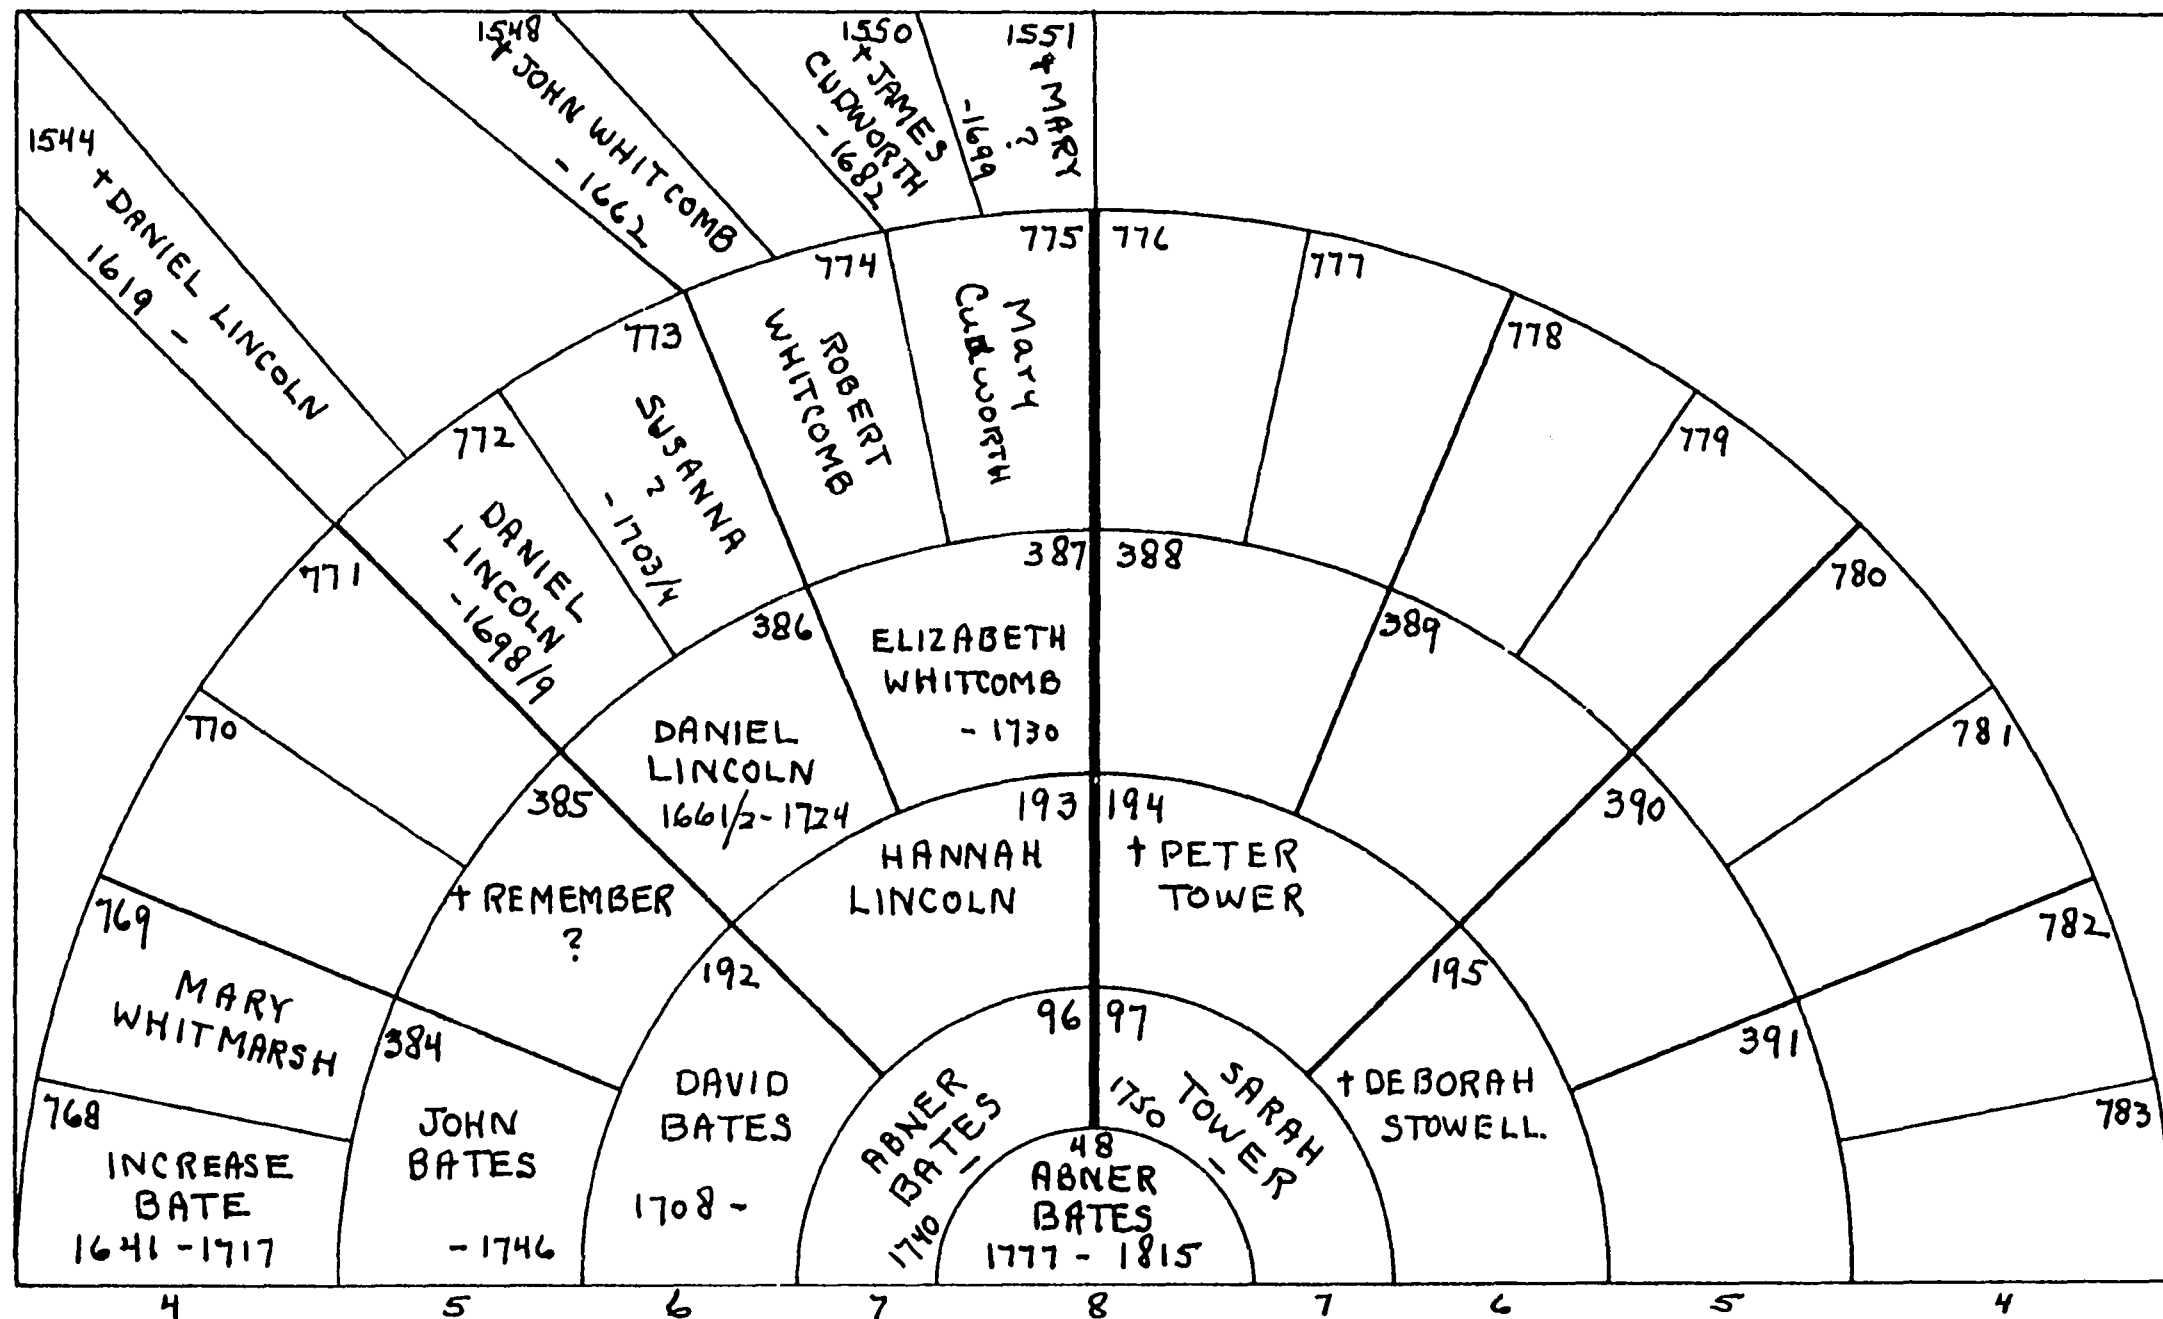 1544
† DANIEL LINCOLN
1619 -
1548
† JOHN WHITCOMB
- 1662
1550
† JAMES
CUDWORTH
- 1682
1551
† MARY
?
- 1699
768
INCREASE
BATE
1641 - 1717
769
MARY
WHITMARSH
770
771
772
DANIEL
LINCOLN
- 1698/9
773
SUSANNA
?
- 1703/4
774
ROBERT
WHITCOMB
775
Mary
CUDWORTH
776
777
778
779
780
781
782
783
384
JOHN
BATES
- 1746
385
† REMEMBER
?
386
DANIEL
LINCOLN
1661/2 - 1724
387
ELIZABETH
WHITCOMB
- 1730
388
389
390
391
192
DAVID
BATES
1708 -
193
HANNAH
LINCOLN
194
† PETER
TOWER
195
† DEBORAH
STOWELL.
96
ABNER
BATES
1740 -
97
SARAH
TOWER
1750 -
48
ABNER
BATES
1777 - 1815
4 5 6 7 8 7 6 5 4